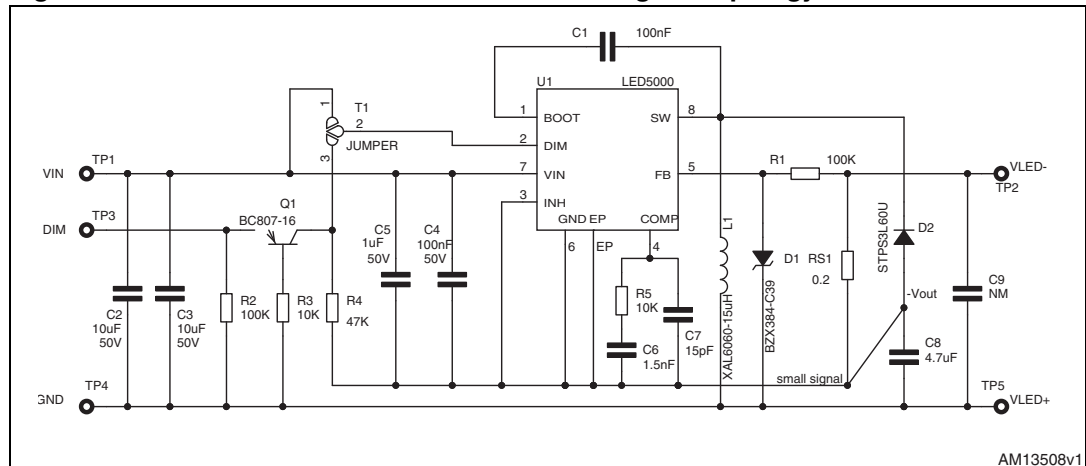 C1
100nF
U1
LED5000
1
BOOT
SW
8
1
T1
2
JUMPER
3
2
DIM
7
VIN
FB
5
R1
100K
3
INH
GND EP
COMP
6
EP
4
TP1
VIN
TP3
DIM
Q1
BC807-16
C5
1uF
50V
C4
100nF
50V
L1
XAL6060-15uH
D1
BZX384-C39
RS1
0.2
STPS3L60U
D2
VLED-
TP2
-Vout
C9
NM
C2
10uF
50V
C3
10uF
50V
R2
100K
R3
10K
R4
47K
R5
10K
C6
1.5nF
C7
15pF
C8
4.7uF
small signal
TP4
GND
TP5
VLED+
AM13508v1